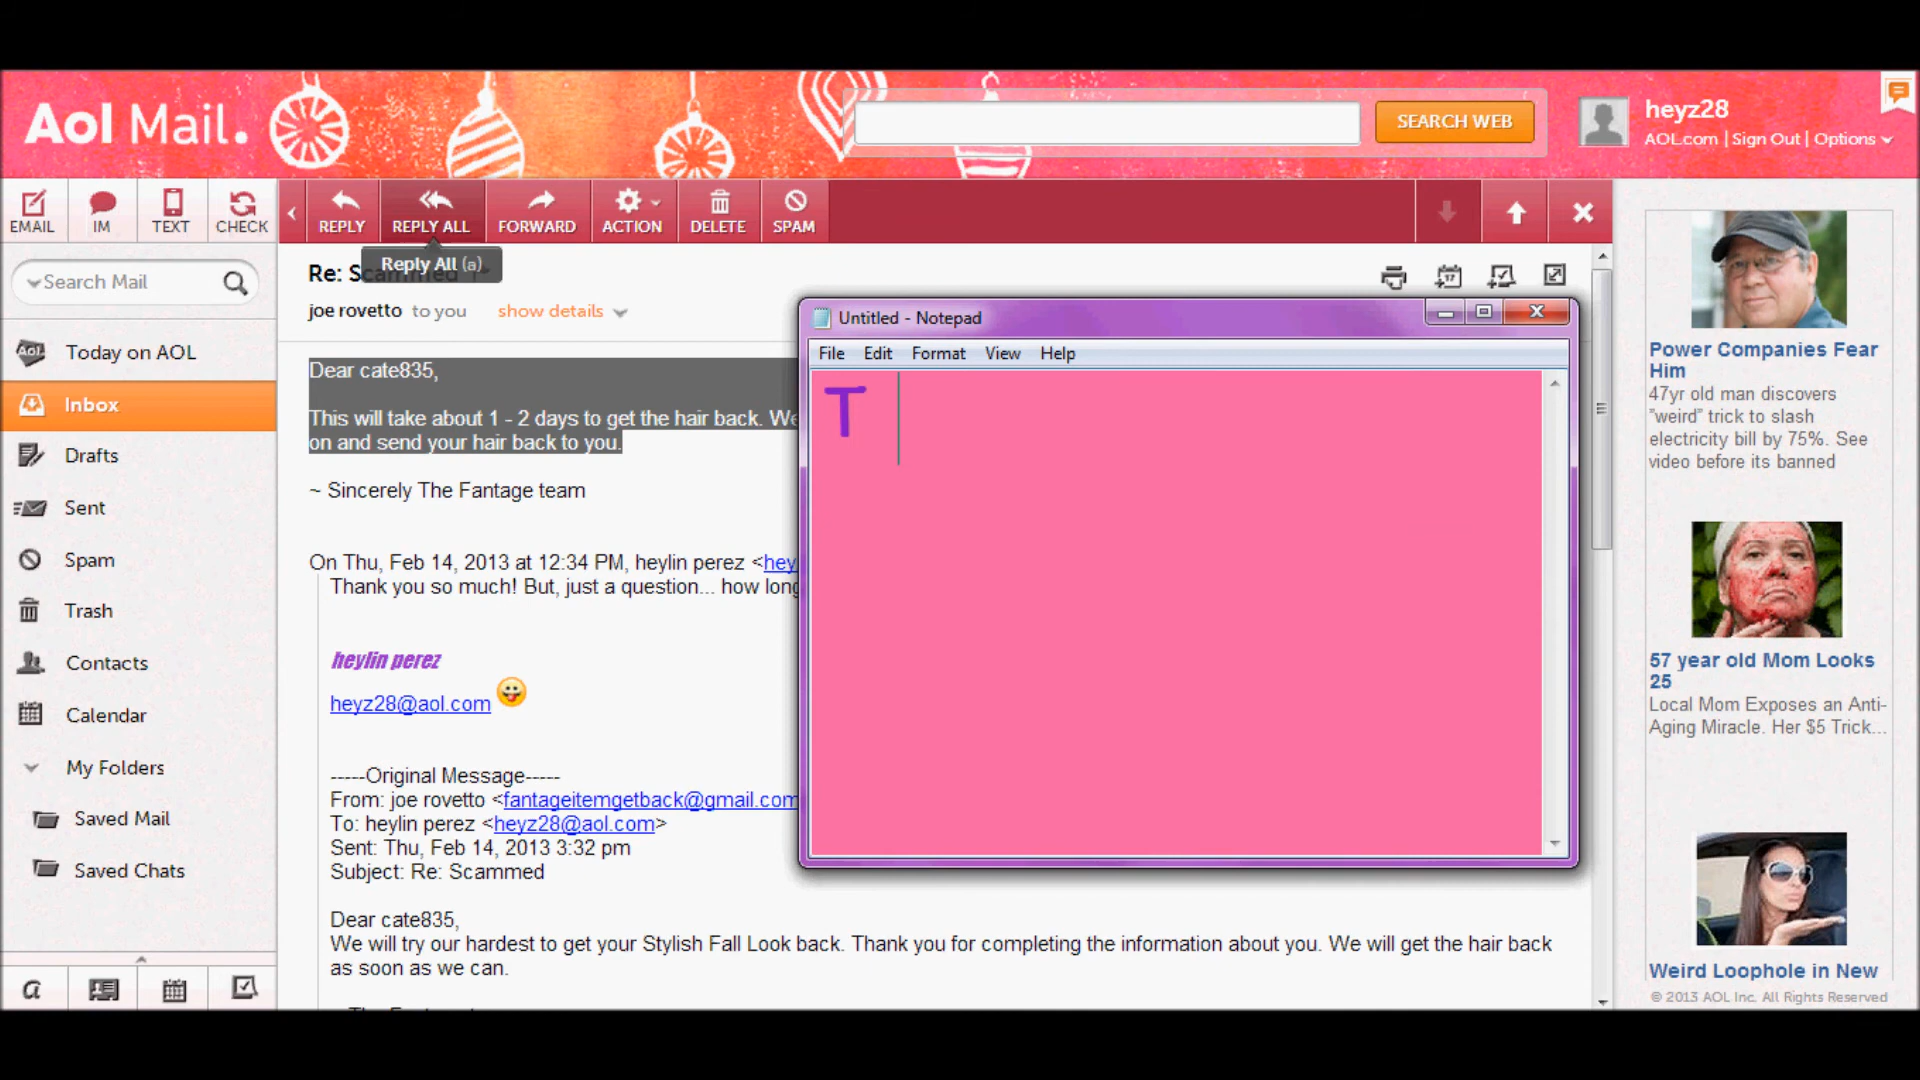 Aol Mail.
SEARCH WEB
heyz28
AOL.com | Sign Out | Options
EMAIL
IM
TEXT
CHECK
REPLY
REPLY ALL
FORWARD
ACTION
DELETE
SPAM
Reply All (a)
Search Mail
Today on AOL
Inbox
Drafts
Sent
Spam
Trash
Contacts
Calendar
My Folders
Saved Mail
Saved Chats
Re: Scammed
joe rovetto to you show details
Dear cate835,
This will take about 1 - 2 days to get the hair back. We
on and send your hair back to you.
~ Sincerely The Fantage team
On Thu, Feb 14, 2013 at 12:34 PM, heylin perez <hey
Thank you so much! But, just a question... how long
heylin perez
heyz28@aol.com
-----Original Message-----
From: joe rovetto <fantageitemgetback@gmail.com
To: heylin perez <heyz28@aol.com>
Sent: Thu, Feb 14, 2013 3:32 pm
Subject: Re: Scammed
Dear cate835,
We will try our hardest to get your Stylish Fall Look back. Thank you for completing the information about you. We will get the hair back
as soon as we can.
Untitled - Notepad
File Edit Format View Help
T
Power Companies Fear
Him
47yr old man discovers
"weird" trick to slash
electricity bill by 75%. See
video before its banned
57 year old Mom Looks
25
Local Mom Exposes an Anti-
Aging Miracle. Her $5 Trick...
Weird Loophole in New
© 2013 AOL Inc. All Rights Reserved